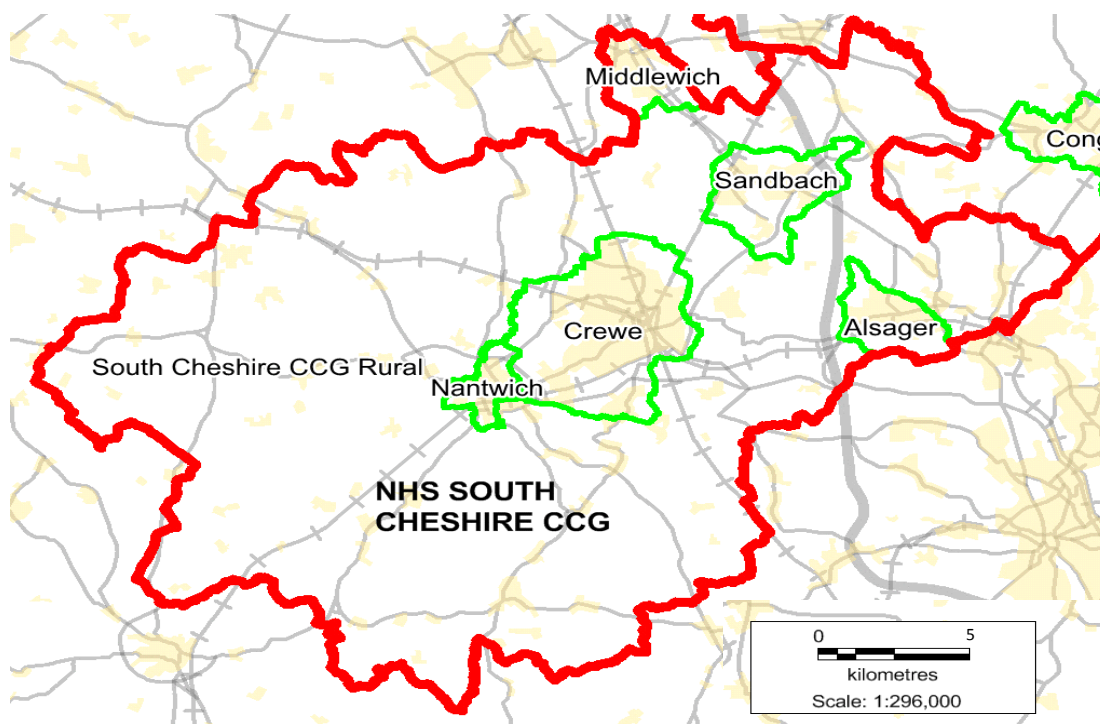 Middlewich
Cong
Sandbach
Crewe
Alsager
South Cheshire CCG Rural
Nantwich
NHS SOUTH
CHESHIRE CCG
0 5
kilometres
Scale: 1:296,000